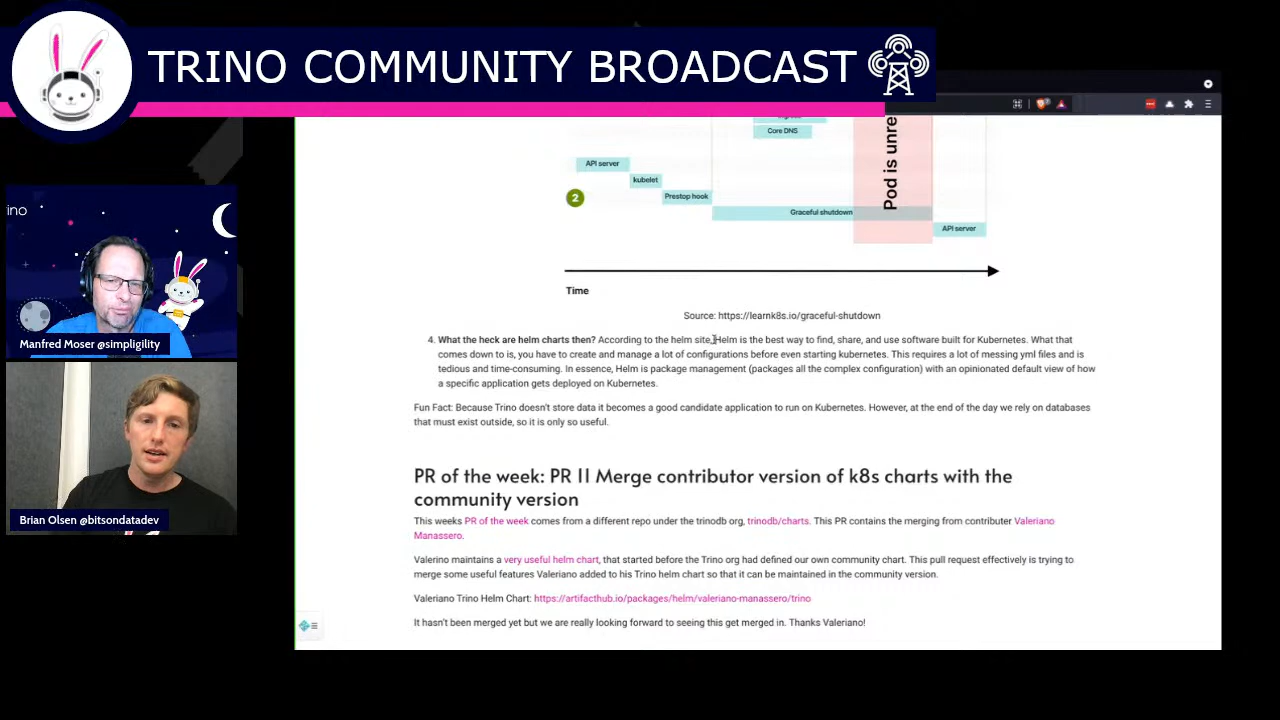 TRINO COMMUNITY BROADCAST
ino
Manfred Moser @simpligility
Brian Olsen @bitsondatadev
Core DNS
API server
kubelet
2
Prestop hook
Graceful shutdown
API server
Pod is unre
Time
Source: https://learnk8s.io/graceful-shutdown
4. What the heck are helm charts then? According to the helm site, Helm is the best way to find, share, and use software built for Kubernetes. What that
comes down to is, you have to create and manage a lot of configurations before even starting kubernetes. This requires a lot of messing yml files and is
tedious and time-consuming. In essence, Helm is package management (packages all the complex configuration) with an opinionated default view of how
a specific application gets deployed on Kubernetes.
Fun Fact: Because Trino doesn't store data it becomes a good candidate application to run on Kubernetes. However, at the end of the day we rely on databases
that must exist outside, so it is only so useful.
PR of the week: PR 11 Merge contributor version of k8s charts with the
community version
This weeks PR of the week comes from a different repo under the trinodb org, trinodb/charts. This PR contains the merging from contributer Valeriano
Manassero.
Valerino maintains a very useful helm chart, that started before the Trino org had defined our own community chart. This pull request effectively is trying to
merge some useful features Valeriano added to his Trino helm chart so that it can be maintained in the community version.
Valeriano Trino Helm Chart: https://artifacthub.io/packages/helm/valeriano-manassero/trino
It hasn't been merged yet but we are really looking forward to seeing this get merged in. Thanks Valeriano!